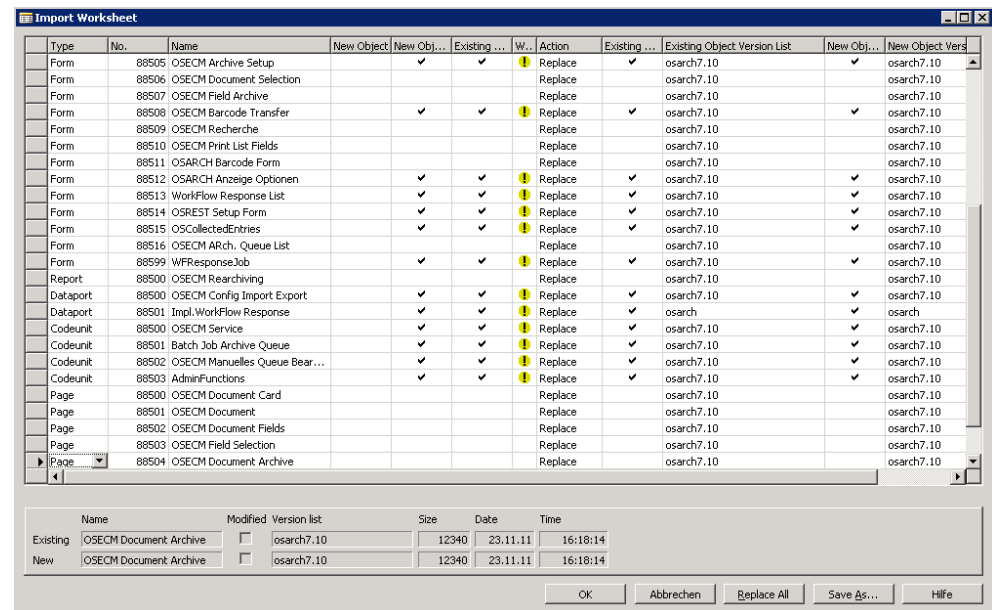 Import Worksheet
Type No. Name New Object New Obj... Existing ... W.. Action Existing ... Existing Object Version List New Obj... New Object Vers
Form 88505 OSECM Archive Setup Replace osarch7.10 osarch7.10
Form 88506 OSECM Document Selection Replace osarch7.10 osarch7.10
Form 88507 OSECM Field Archive Replace osarch7.10 osarch7.10
Form 88508 OSECM Barcode Transfer Replace osarch7.10 osarch7.10
Form 88509 OSECM Recherche Replace osarch7.10 osarch7.10
Form 88510 OSECM Print List Fields Replace osarch7.10 osarch7.10
Form 88511 OSARCH Barcode Form Replace osarch7.10 osarch7.10
Form 88512 OSARCH Anzeige Optionen Replace osarch7.10 osarch7.10
Form 88513 WorkFlow Response List Replace osarch7.10 osarch7.10
Form 88514 OSREST Setup Form Replace osarch7.10 osarch7.10
Form 88515 OSCollectedEntries Replace osarch7.10 osarch7.10
Form 88516 OSECM ARch. Queue List Replace osarch7.10 osarch7.10
Form 88599 WFResponseJob Replace osarch7.10 osarch7.10
Report 88500 OSECM Rearchiving Replace osarch7.10 osarch7.10
Dataport 88500 OSECM Config Import Export Replace osarch7.10 osarch7.10
Dataport 88501 Impl.WorkFlow Response Replace osarch osarch
Codeunit 88500 OSECM Service Replace osarch7.10 osarch7.10
Codeunit 88501 Batch Job Archive Queue Replace osarch7.10 osarch7.10
Codeunit 88502 OSECM Manuelles Queue Bear... Replace osarch7.10 osarch7.10
Codeunit 88503 AdminFunctions Replace osarch7.10 osarch7.10
Page 88500 OSECM Document Card Replace osarch7.10 osarch7.10
Page 88501 OSECM Document Replace osarch7.10 osarch7.10
Page 88502 OSECM Document Fields Replace osarch7.10 osarch7.10
Page 88503 OSECM Field Selection Replace osarch7.10 osarch7.10
Page 88504 OSECM Document Archive Replace osarch7.10 osarch7.10
Name Modified Version list Size Date Time
Existing OSECM Document Archive osarch7.10 12340 23.11.11 16:18:14
New OSECM Document Archive osarch7.10 12340 23.11.11 16:18:14
OK Abbrechen Replace All Save As... Hilfe